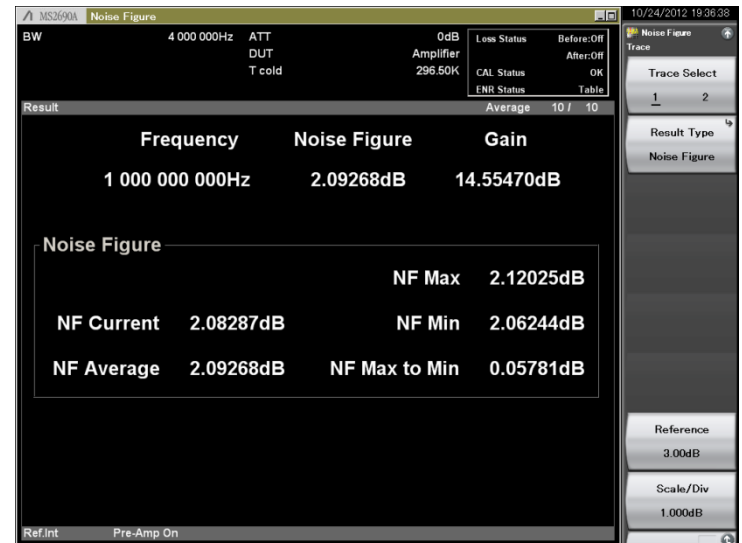 MS2690A Noise Figure
10/24/2012 19:36:38
BW 4 000 000Hz ATT 0dB
DUT Amplifier
T cold 296.50K
Loss Status Before:Off
After:Off
CAL Status OK
ENR Status Table
Result Average 10 / 10
Frequency Noise Figure Gain
1 000 000 000Hz 2.09268dB 14.55470dB
Noise Figure
NF Max 2.12025dB
NF Current 2.08287dB NF Min 2.06244dB
NF Average 2.09268dB NF Max to Min 0.05781dB
Ref.Int Pre-Amp On
Noise Figure
Trace
Trace Select
1 2
Result Type
Noise Figure
Reference
3.00dB
Scale/Div
1.000dB